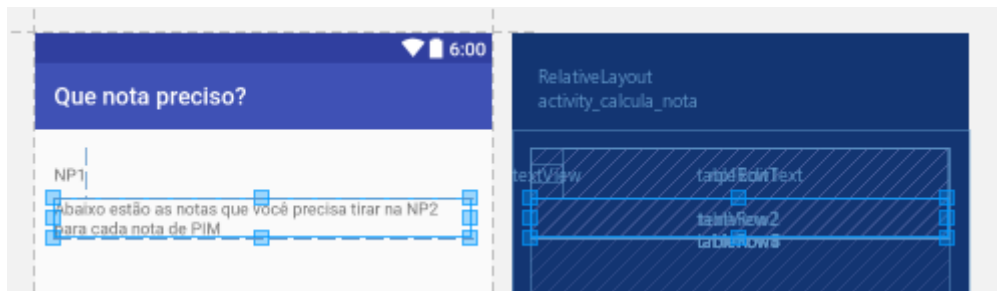 6:00
Que nota preciso?
NP1
Abaixo estão as notas que você precisa tirar na NP2
para cada nota de PIM
RelativeLayout
activity_calcula_nota
textView